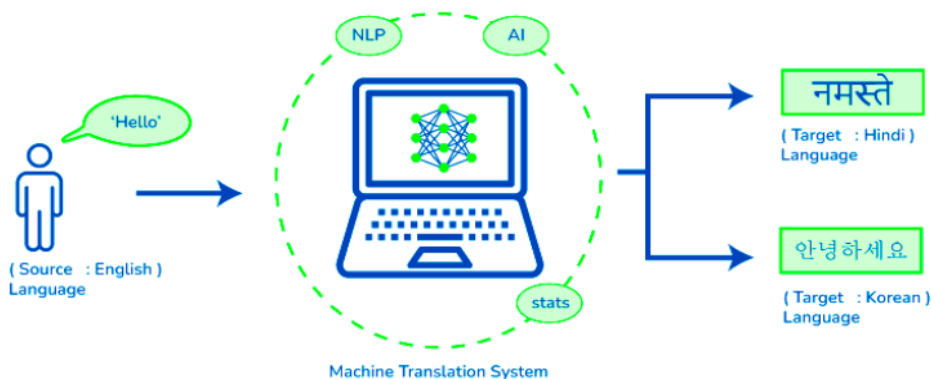 NLP
AI
'Hello'
नमस्ते
( Target : Hindi )
Language
안녕하세요
( Source : English )
Language
stats
( Target : Korean )
Language
Machine Translation System